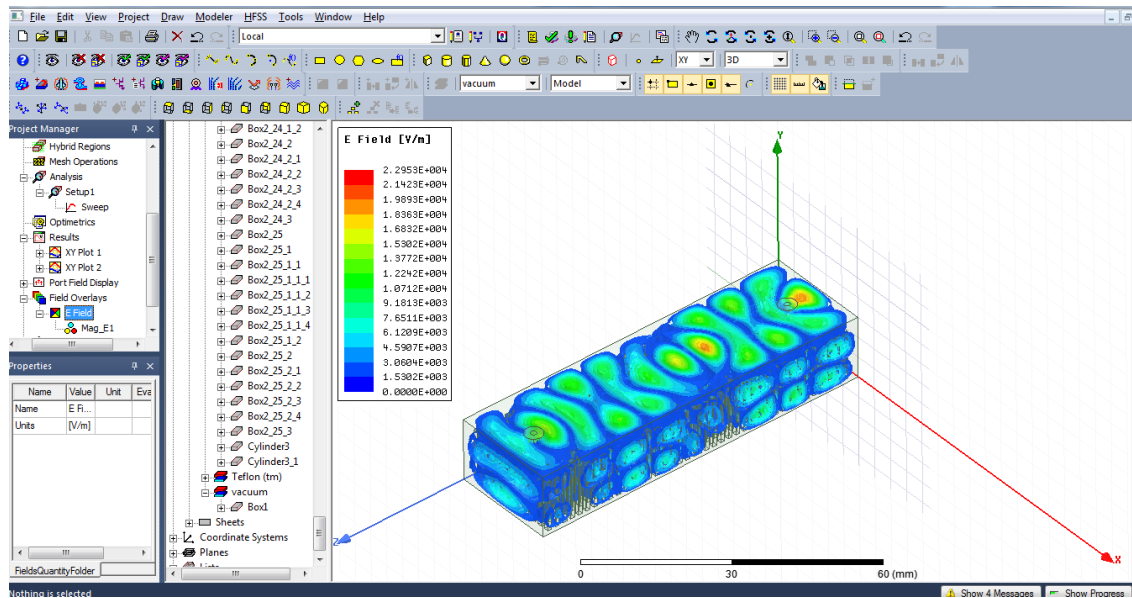 File Edit View Project Draw Modeler HFSS Tools Window Help
Local
XY 3D
vacuum Model
Project Manager
Hybrid Regions
Mesh Operations
Analysis
Setup1
Sweep
Optimetrics
Results
XY Plot 1
XY Plot 2
Port Field Display
Field Overlays
E Field
Mag_E1
Properties
Name Value Unit Eva
Name E Fi...
Units [V/m]
FieldsQuantityFolder
Box2_24_1_2
Box2_24_2
Box2_24_2_1
Box2_24_2_2
Box2_24_2_3
Box2_24_2_4
Box2_24_3
Box2_25
Box2_25_1
Box2_25_1_1
Box2_25_1_1_1
Box2_25_1_1_2
Box2_25_1_1_3
Box2_25_1_1_4
Box2_25_1_2
Box2_25_2
Box2_25_2_1
Box2_25_2_2
Box2_25_2_3
Box2_25_2_4
Box2_25_3
Cylinder3
Cylinder3_1
Teflon (tm)
vacuum
Box1
Sheets
Coordinate Systems
Planes
Lists
E Field [V/m]
2.2953E+004
2.1423E+004
1.9893E+004
1.8363E+004
1.6832E+004
1.5302E+004
1.3772E+004
1.2242E+004
1.0712E+004
9.1813E+003
7.6511E+003
6.1209E+003
4.5907E+003
3.0604E+003
1.5302E+003
0.0000E+000
Y
Z
X
0 30 60 (mm)
Nothing is selected
Show 4 Messages Show Progress